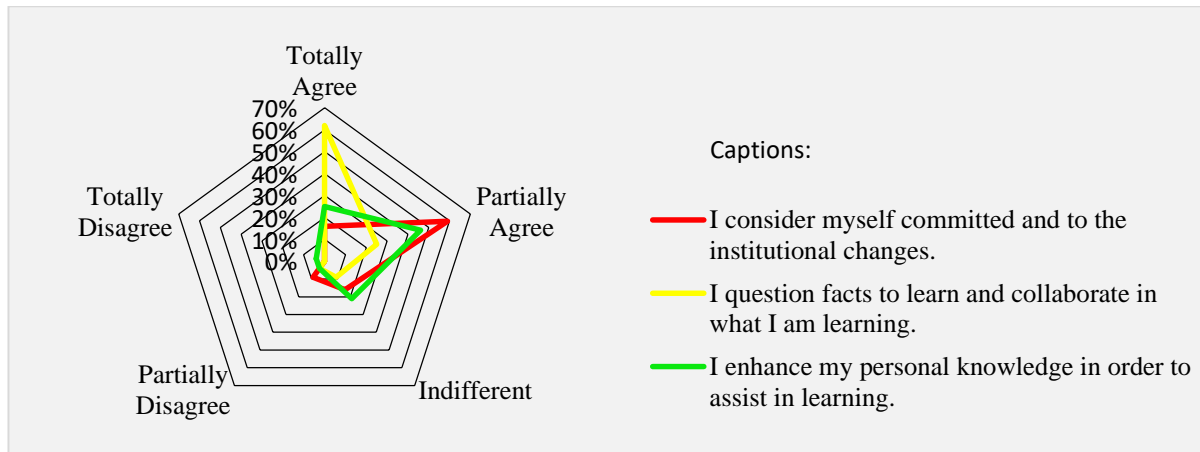 Totally
Agree
70%
60%
50%
40%
30%
20%
10%
0%
Totally
Disagree
Partially
Agree
Partially
Disagree
Indifferent
Captions:
I consider myself committed and to the
institutional changes.
I question facts to learn and collaborate in
what I am learning.
I enhance my personal knowledge in order to
assist in learning.